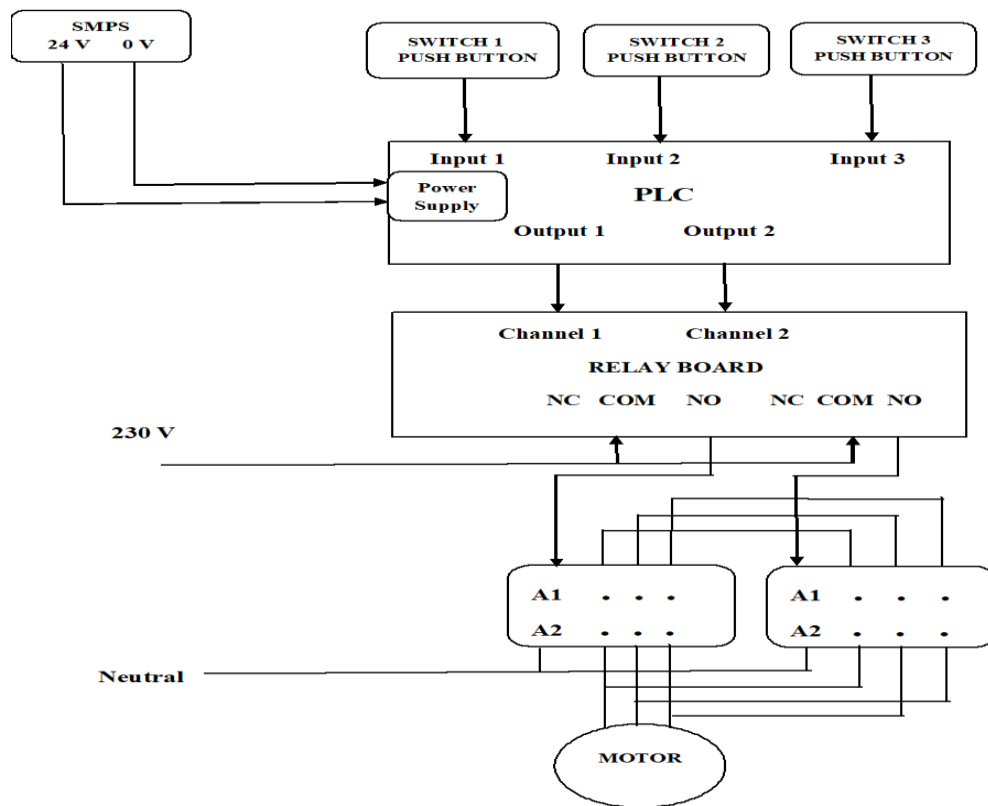 SMPS
24 V 0 V
SWITCH 1
PUSH BUTTON
SWITCH 2
PUSH BUTTON
SWITCH 3
PUSH BUTTON
Input 1 Input 2 Input 3
Power
Supply
PLC
Output 1 Output 2
Channel 1 Channel 2
RELAY BOARD
NC COM NO NC COM NO
230 V
A1 . . .
A2 . . .
A1 . . .
A2 . . .
Neutral
MOTOR